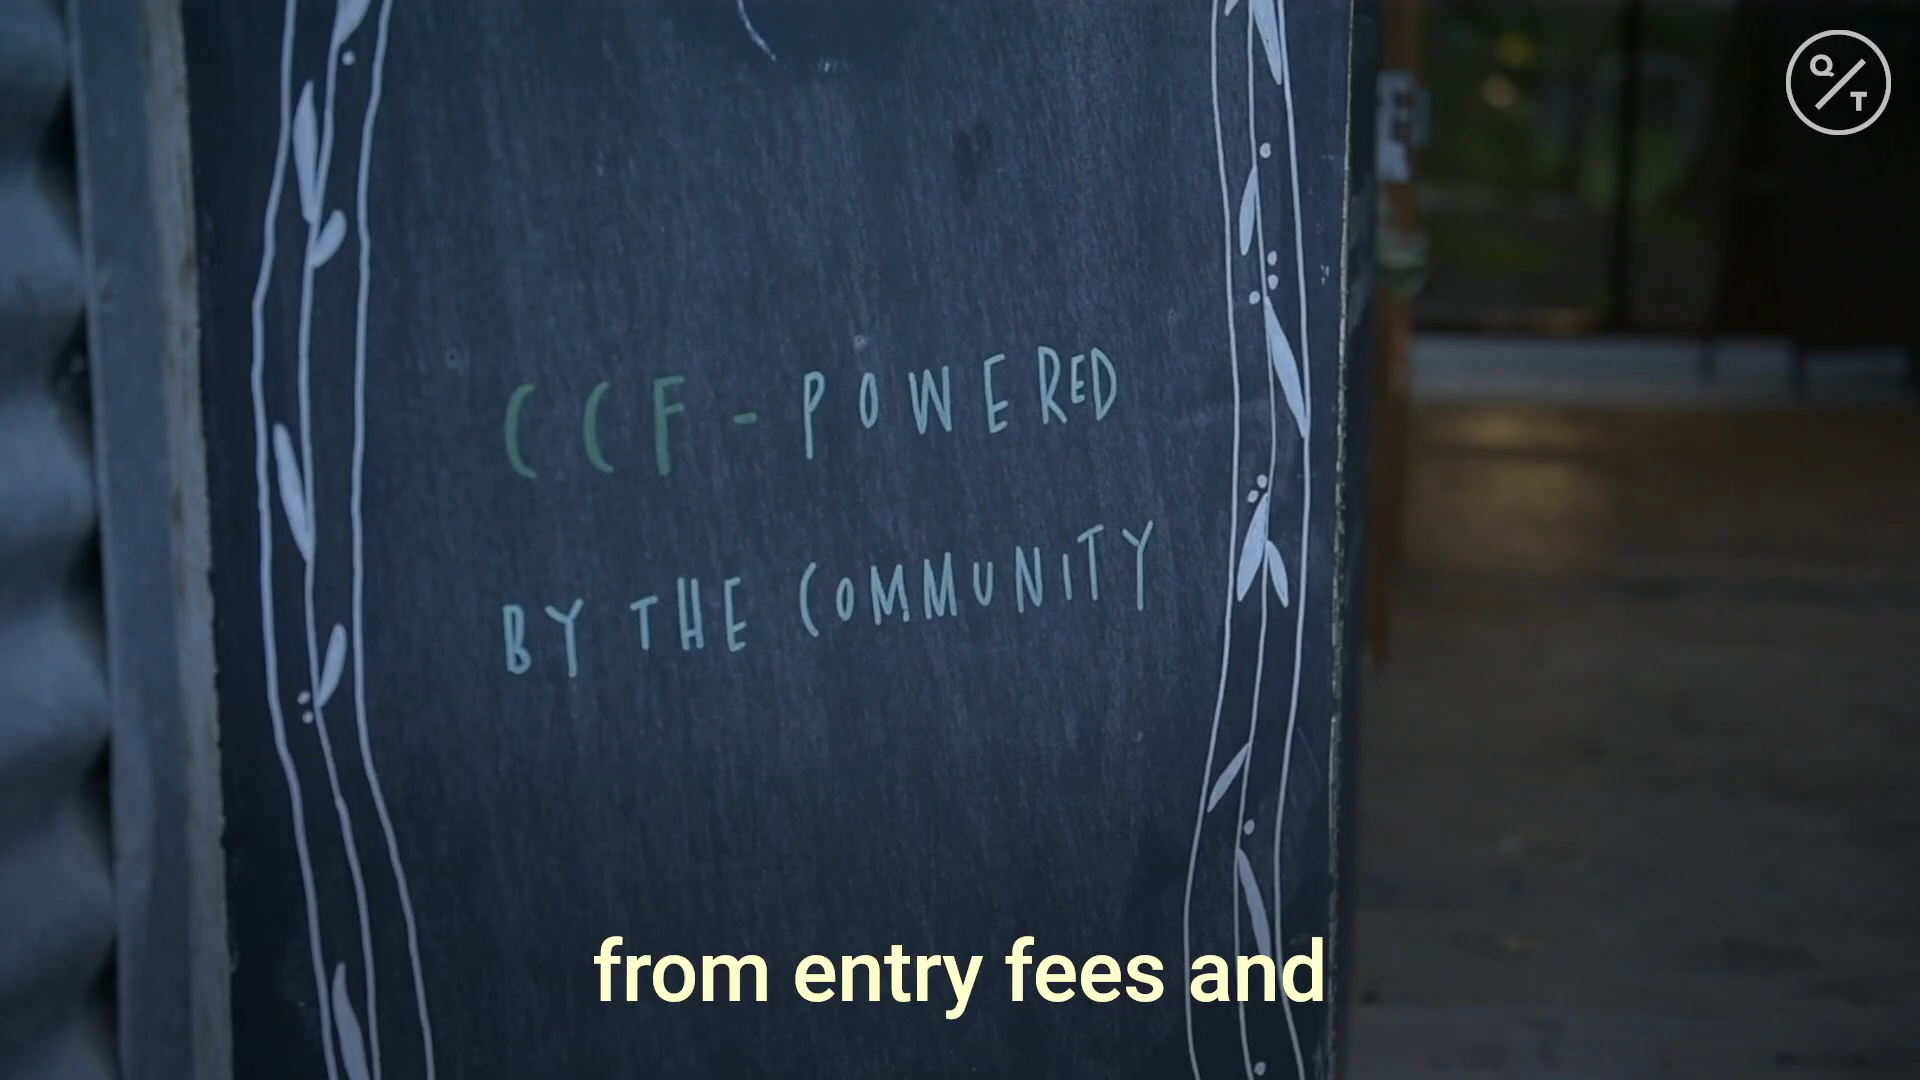 Q/T
CCF - POWERED
BY THE COMMUNITY
from entry fees and